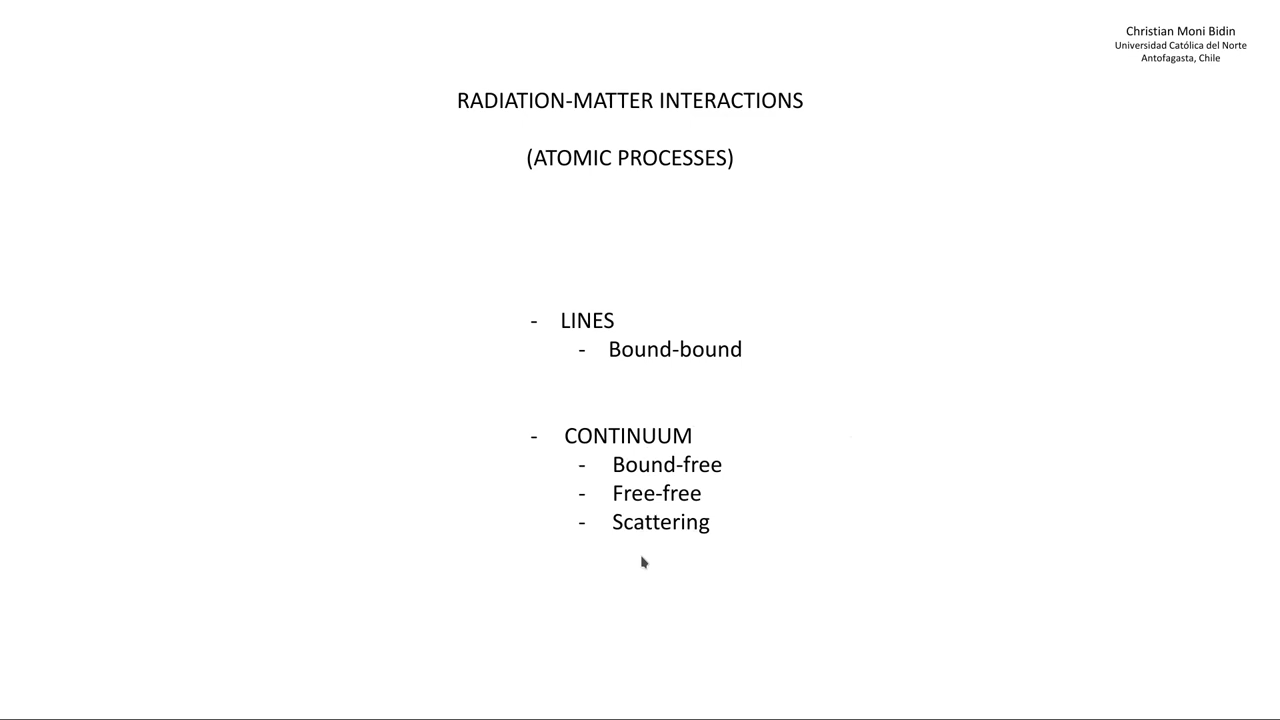 Christian Moni Bidin
Universidad Católica del Norte
Antofagasta, Chile
RADIATION-MATTER INTERACTIONS
(ATOMIC PROCESSES)
- LINES
- Bound-bound
- CONTINUUM
- Bound-free
- Free-free
- Scattering